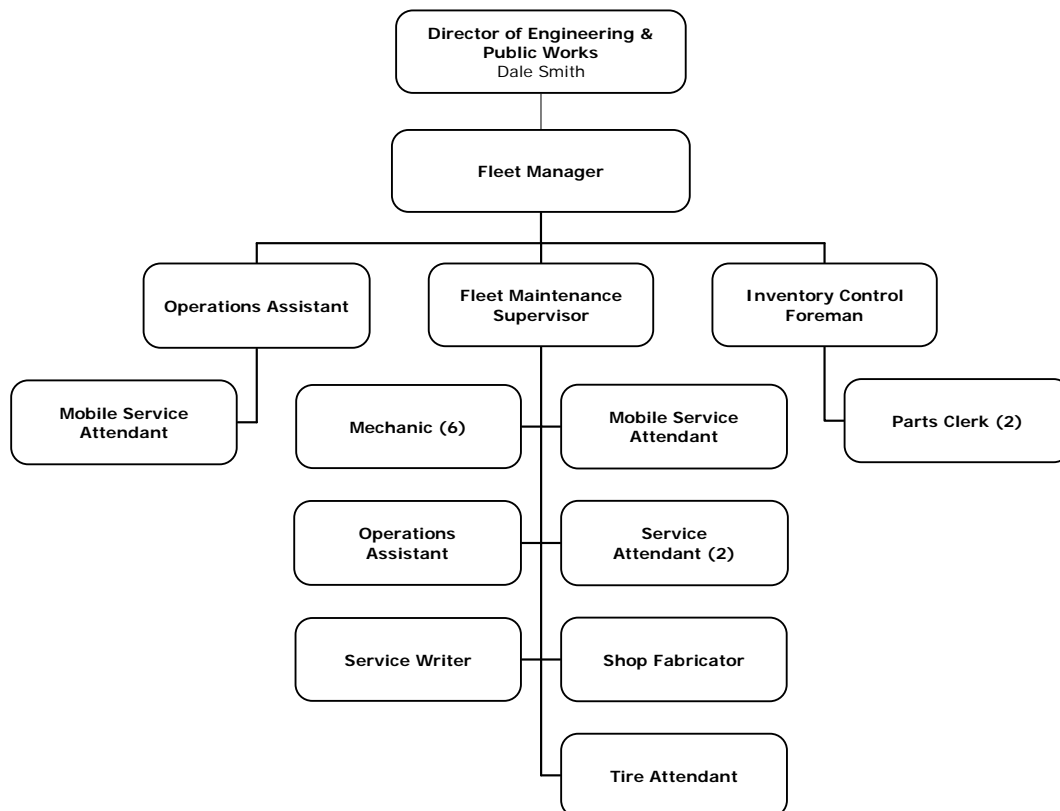 Director of Engineering &
Public Works
Dale Smith
Fleet Manager
Operations Assistant
Fleet Maintenance
Supervisor
Inventory Control
Foreman
Mobile Service
Attendant
Mechanic (6)
Mobile Service
Attendant
Parts Clerk (2)
Operations
Assistant
Service
Attendant (2)
Service Writer
Shop Fabricator
Tire Attendant